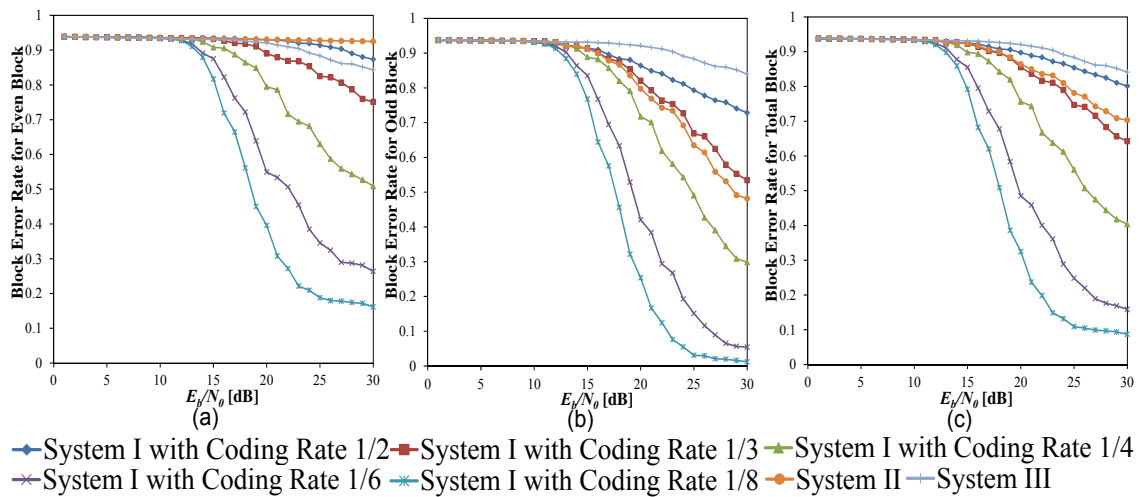 Block Error Rate for Even Block
1
0.9
0.8
0.7
0.6
0.5
0.4
0.3
0.2
0.1
0
0 5 10 15 20 25 30
E_b/N_0 [dB]
(a)
Block Error Rate for Odd Block
1
0.9
0.8
0.7
0.6
0.5
0.4
0.3
0.2
0.1
0
0 5 10 15 20 25 30
E_b/N_0 [dB]
(b)
Block Error Rate for Total Block
1
0.9
0.8
0.7
0.6
0.5
0.4
0.3
0.2
0.1
0
0 5 10 15 20 25 30
E_b/N_0 [dB]
(c)
System I with Coding Rate 1/2 System I with Coding Rate 1/3 System I with Coding Rate 1/4
System I with Coding Rate 1/6 System I with Coding Rate 1/8 System II System III